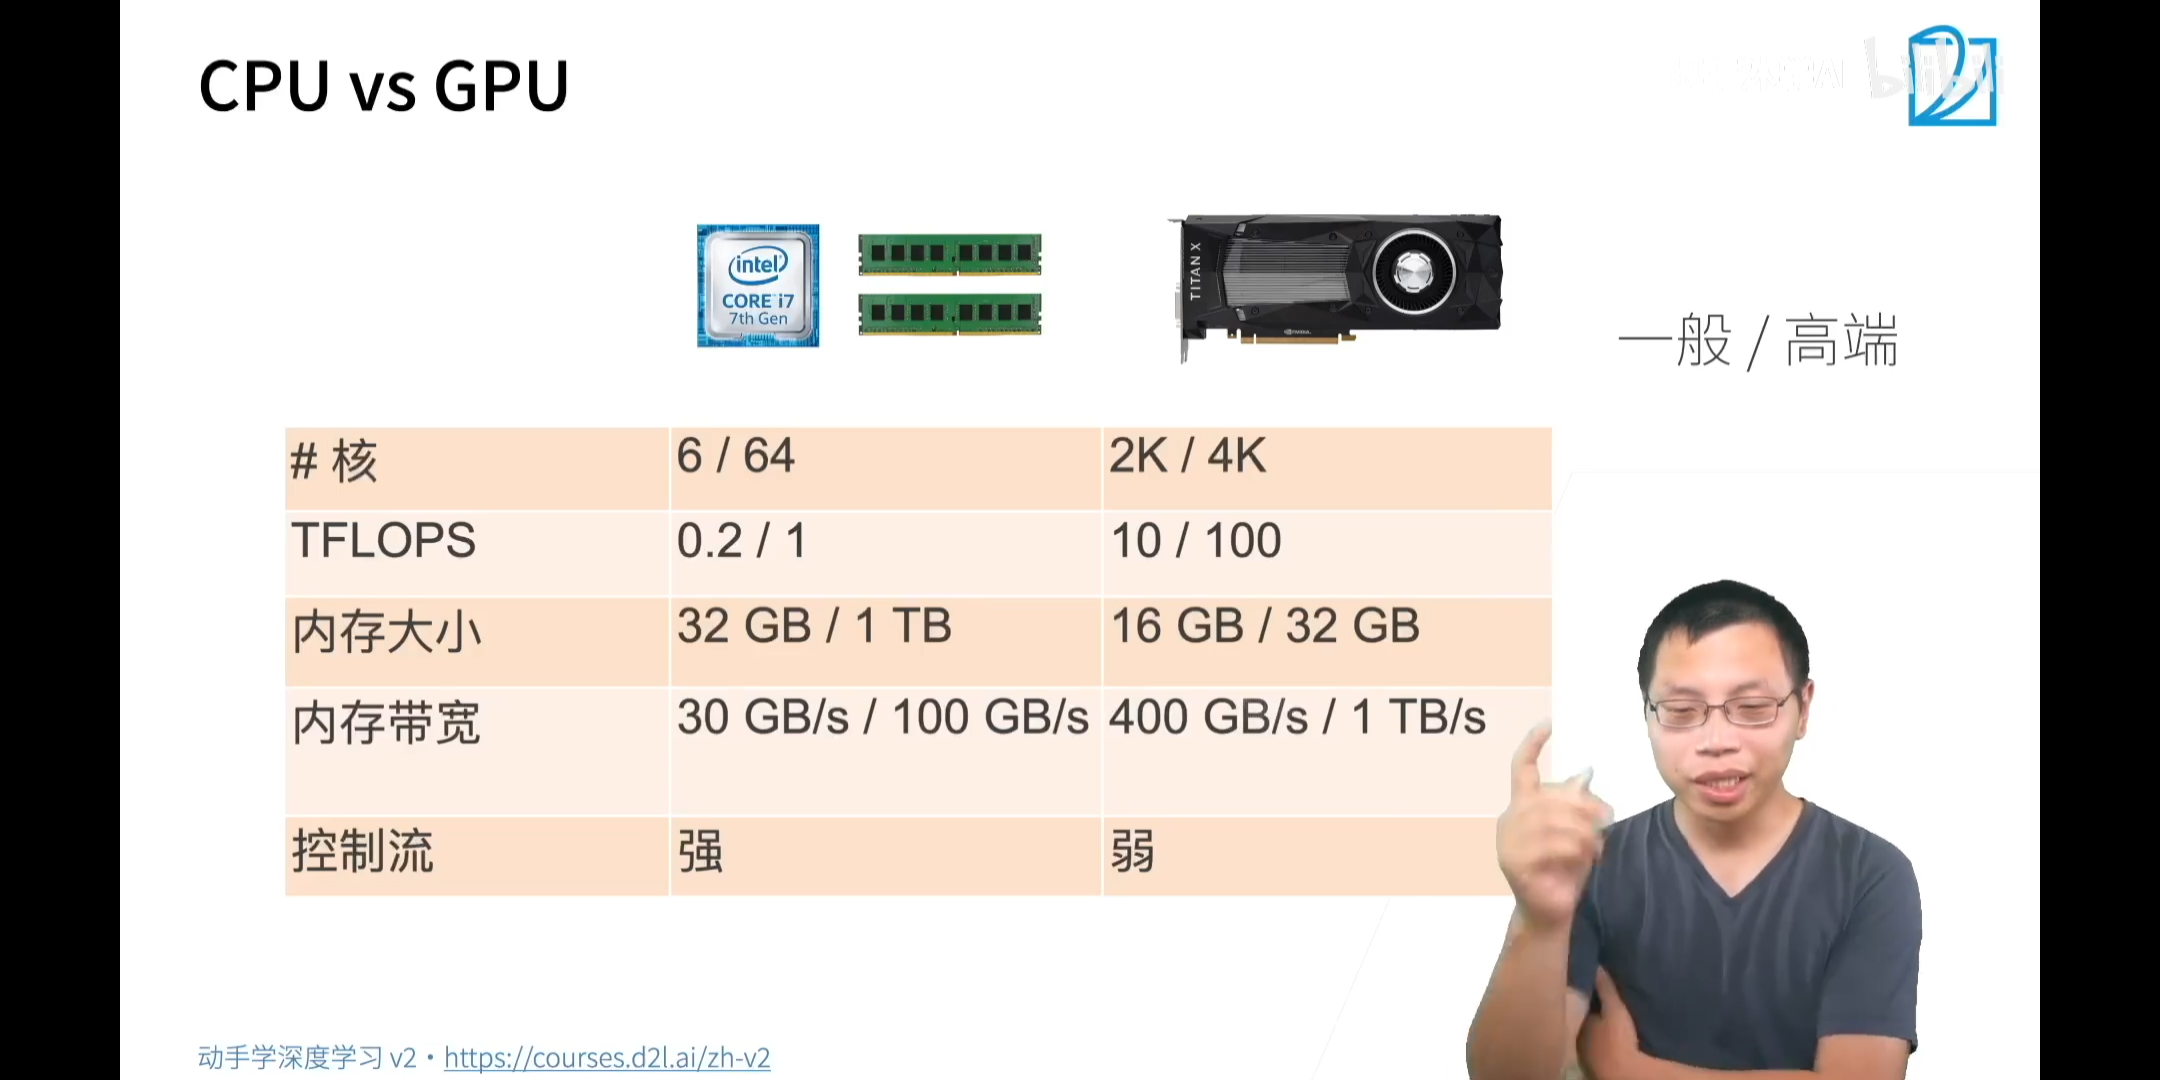 CPU vs GPU
bilibili
intel
CORE i7
7th Gen
TITAN X
NVIDIA
一般 / 高端
# 核 6 / 64 2K / 4K
TFLOPS 0.2 / 1 10 / 100
内存大小 32 GB / 1 TB 16 GB / 32 GB
内存带宽 30 GB/s / 100 GB/s 400 GB/s / 1 TB/s
控制流 强 弱
动手学深度学习 v2 • https://courses.d2l.ai/zh-v2